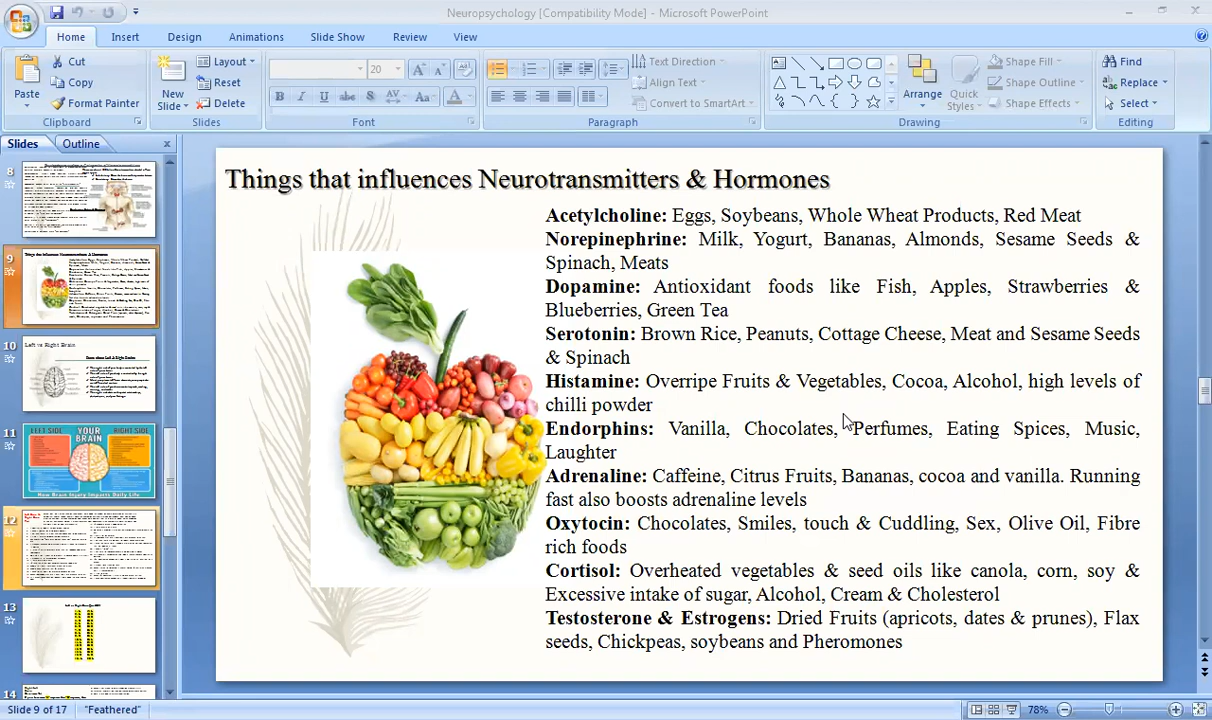 Neuropsychology [Compatibility Mode] - Microsoft PowerPoint
Home Insert Design Animations Slide Show Review View
Paste
Cut
Copy
Format Painter
Clipboard
New Slide
Layout
Reset
Delete
Slides
20
Font
Text Direction
Align Text
Convert to SmartArt
Paragraph
Arrange
Quick Styles
Shape Fill
Shape Outline
Shape Effects
Drawing
Find
Replace
Select
Editing
Slides Outline
8
9
10
Left vs Right Brain
11
LEFT SIDE YOUR BRAIN RIGHT SIDE
How Brain Injury Impacts Daily Life
12
13
14
Things that influences Neurotransmitters & Hormones
Acetylcholine: Eggs, Soybeans, Whole Wheat Products, Red Meat
Norepinephrine: Milk, Yogurt, Bananas, Almonds, Sesame Seeds &
Spinach, Meats
Dopamine: Antioxidant foods like Fish, Apples, Strawberries &
Blueberries, Green Tea
Serotonin: Brown Rice, Peanuts, Cottage Cheese, Meat and Sesame Seeds
& Spinach
Histamine: Overripe Fruits & Vegetables, Cocoa, Alcohol, high levels of
chilli powder
Endorphins: Vanilla, Chocolates, Perfumes, Eating Spices, Music,
Laughter
Adrenaline: Caffeine, Citrus Fruits, Bananas, cocoa and vanilla. Running
fast also boosts adrenaline levels
Oxytocin: Chocolates, Smiles, touch & Cuddling, Sex, Olive Oil, Fibre
rich foods
Cortisol: Overheated vegetables & seed oils like canola, corn, soy &
Excessive intake of sugar, Alcohol, Cream & Cholesterol
Testosterone & Estrogens: Dried Fruits (apricots, dates & prunes), Flax
seeds, Chickpeas, soybeans and Pheromones
Slide 9 of 17 "Feathered" 78%